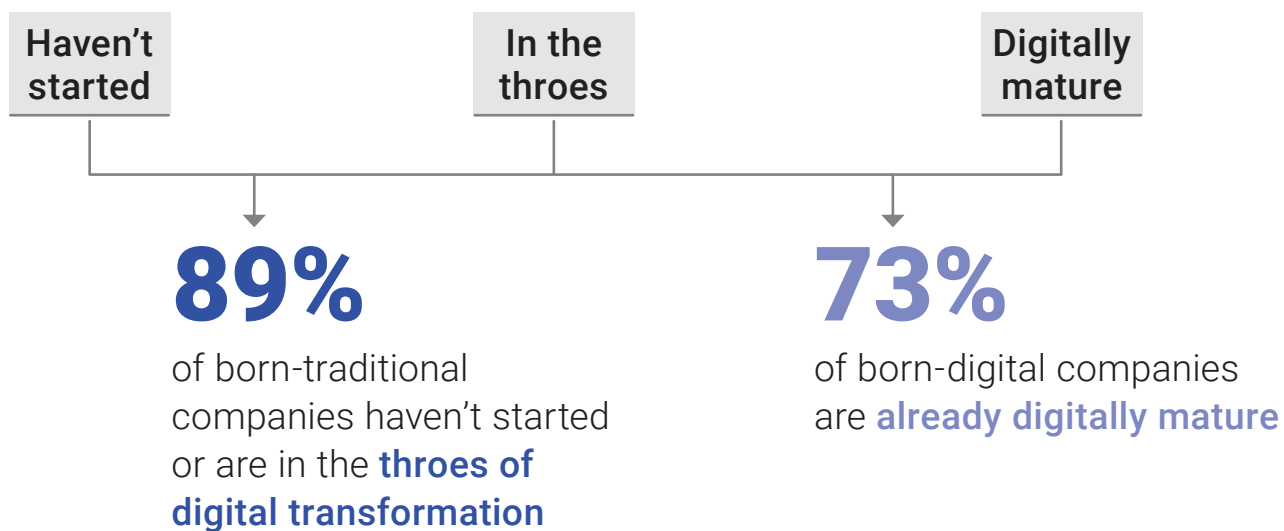 Haven’t
started
In the
throes
Digitally
mature
89%
of born-traditional
companies haven’t started
or are in the throes of
digital transformation
73%
of born-digital companies
are already digitally mature